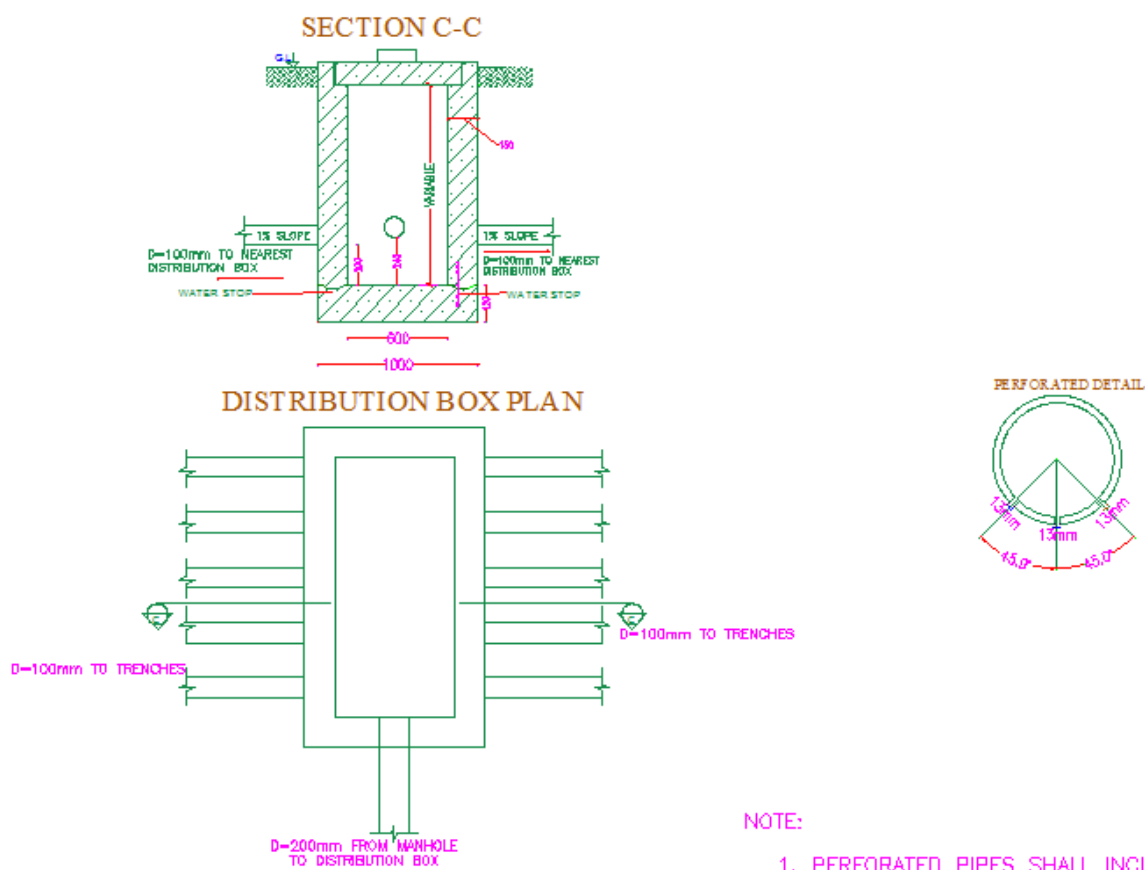 SECTION C-C
GL
VARIABLE
1% SLOPE
1% SLOPE
D=100mm TO NEAREST
DISTRIBUTION BOX
D=100mm TO NEAREST
DISTRIBUTION BOX
WATER STOP
WATER STOP
600
1000
DISTRIBUTION BOX PLAN
PERFORATED DETAIL
13mm
13mm
13mm
45.0°
45.0°
C
C
D=100mm TO TRENCHES
D=100mm TO TRENCHES
D=200mm FROM MANHOLE
TO DISTRIBUTION BOX
NOTE:
1. PERFORATED PIPES SHALL INCL